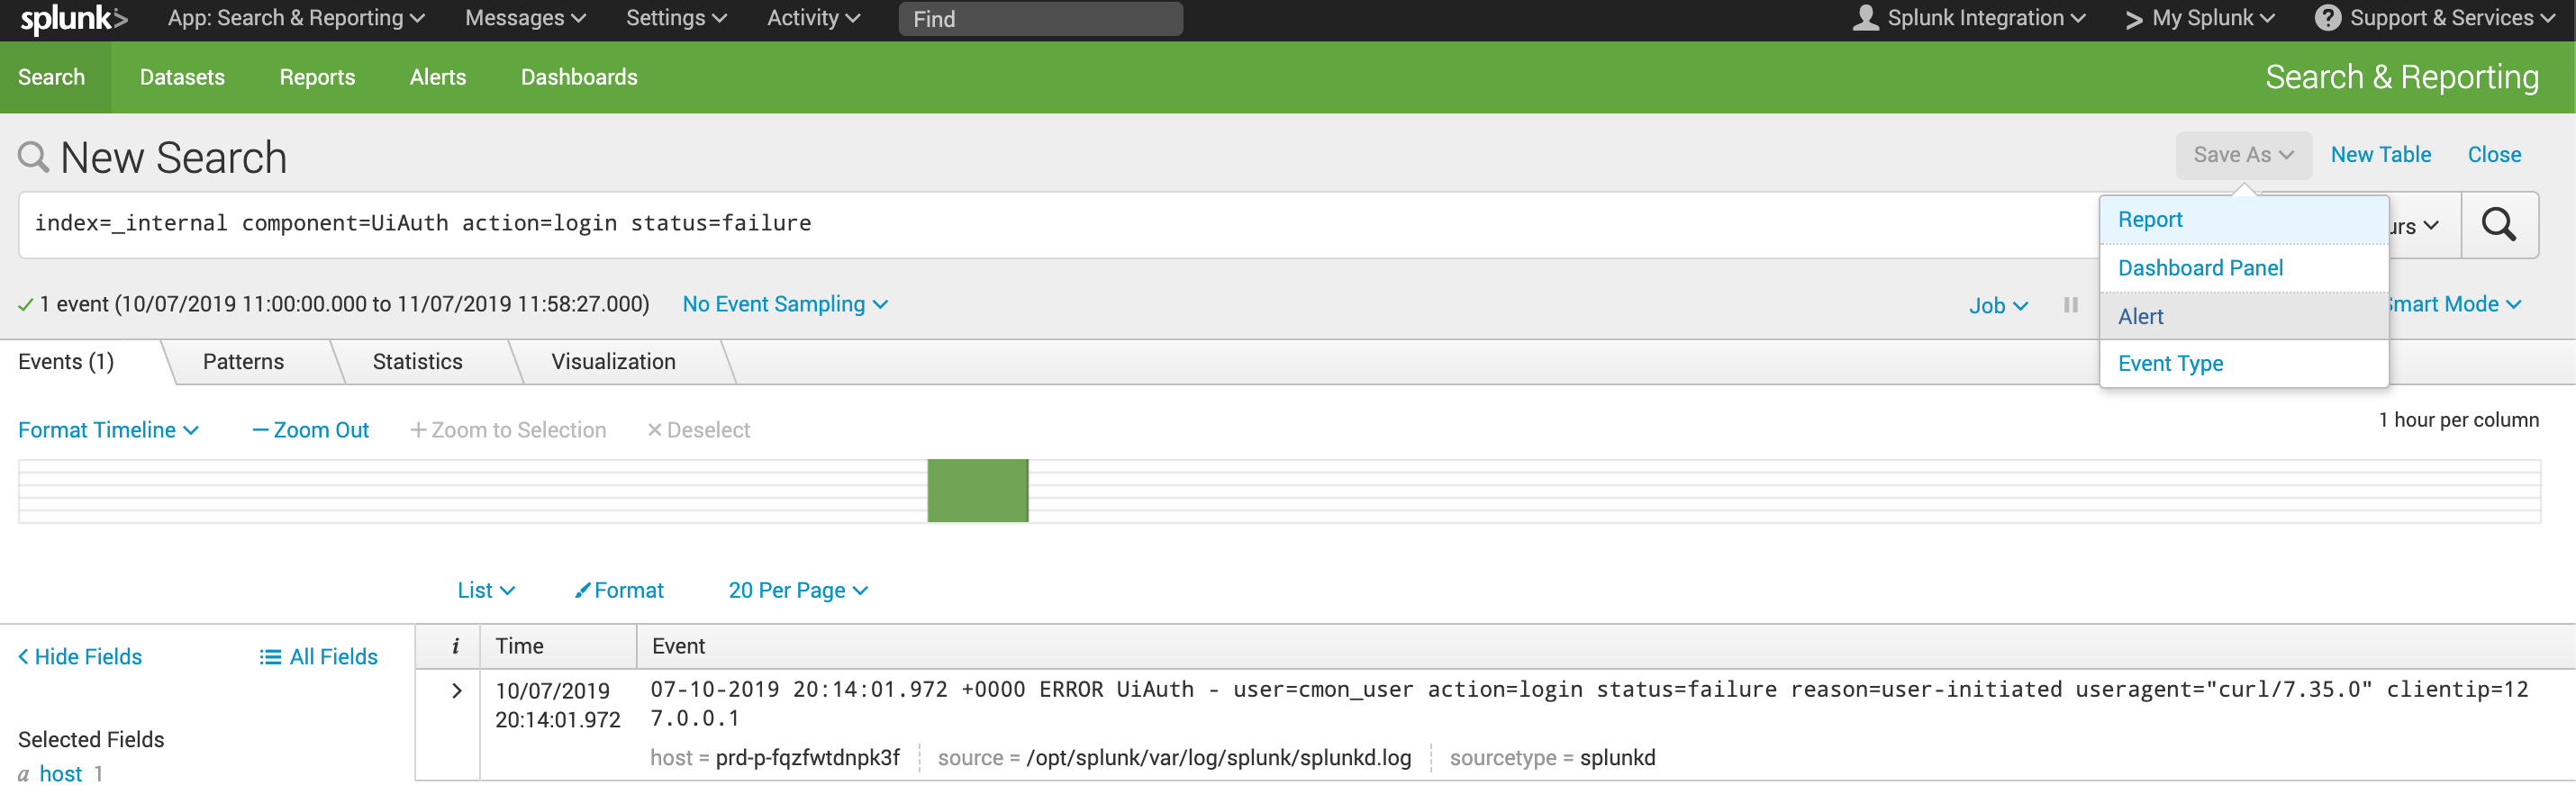 splunk> App: Search & Reporting Messages Settings Activity Find Splunk Integration > My Splunk ? Support & Services
Search Datasets Reports Alerts Dashboards Search & Reporting
New Search Save As New Table Close
index=_internal component=UiAuth action=login status=failure
Report
Dashboard Panel
Alert
Event Type
1 event (10/07/2019 11:00:00.000 to 11/07/2019 11:58:27.000) No Event Sampling Job
Events (1) Patterns Statistics Visualization
Format Timeline — Zoom Out + Zoom to Selection × Deselect 1 hour per column
List Format 20 Per Page
< Hide Fields All Fields
i Time Event
> 10/07/2019 20:14:01.972
07-10-2019 20:14:01.972 +0000 ERROR UiAuth - user=cmon_user action=login status=failure reason=user-initiated useragent="curl/7.35.0" clientip=12
7.0.0.1
host = prd-p-fqzfwtdnpk3f source = /opt/splunk/var/log/splunk/splunkd.log sourcetype = splunkd
Selected Fields
a host 1